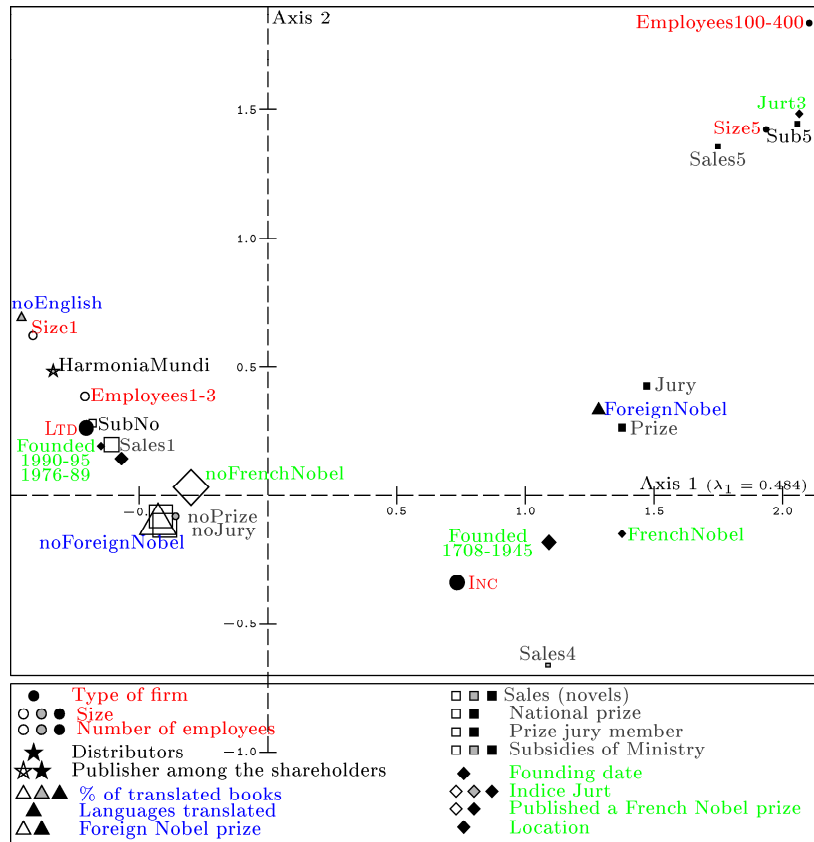 Axis 2
Employees100-400
1.5
Jurt3
Size5
Sub5
Sales5
1.0
noEnglish
Size1
HarmoniaMundi
0.5
Employees1-3
Jury
ForeignNobel
Prize
LTD
SubNo
Founded
1990-95
1976-89
Sales1
noFrenchNobel
Axis 1 (λ1 = 0.484)
0.5
1.0
1.5
2.0
noPrize
noJury
noForeignNobel
Founded
1708-1945
FrenchNobel
INC
−0.5
Sales4
Type of firm
Size
Number of employees
Distributors
Publisher among the shareholders
% of translated books
Languages translated
Foreign Nobel prize
−1.0
Sales (novels)
National prize
Prize jury member
Subsidies of Ministry
Founding date
Indice Jurt
Published a French Nobel prize
Location